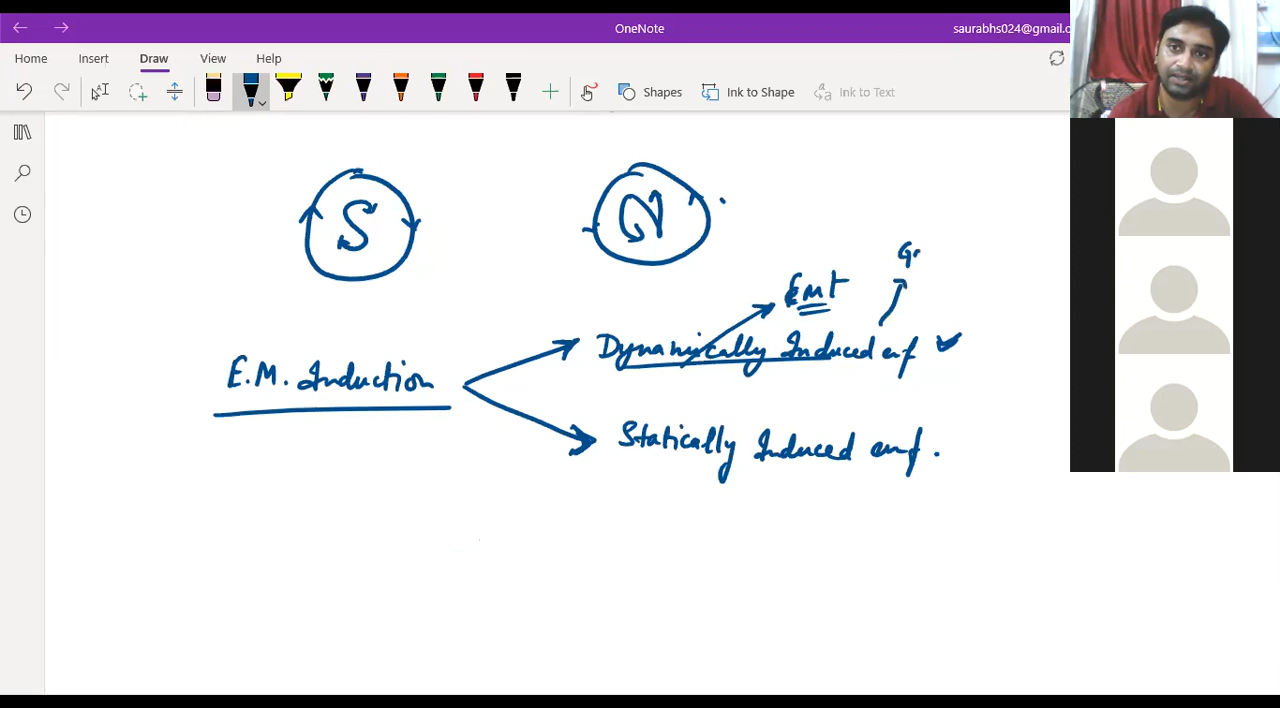 OneNote
saurabhs024@gmail.c
Home Insert Draw View Help
Shapes Ink to Shape Ink to Text
S N
G
Emf
Dynamically Induced emf
E.M. Induction
Statically Induced emf.